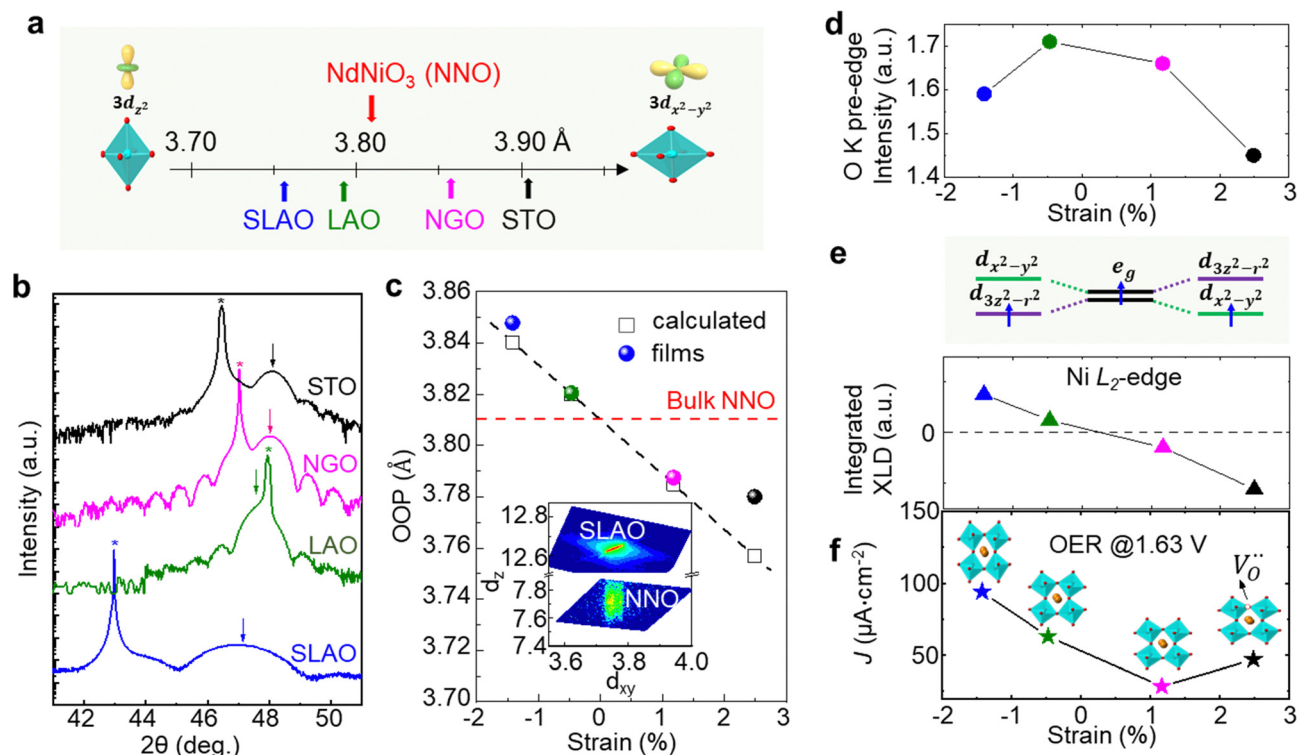 a
3d_{z^2}
NdNiO₃ (NNO)
3d_{x^2-y^2}
3.70 3.80 3.90 Å
SLAO LAO NGO STO
b
Intensity (a.u.)
*
STO
*
NGO
*
LAO
*
SLAO
42 44 46 48 50
2θ (deg.)
c
OOP (Å)
3.86
3.84
3.82
3.80
3.78
3.76
3.74
3.72
3.70
calculated
films
Bulk NNO
12.8
12.6
7.8
7.6
7.4
d_z
SLAO
NNO
3.6 4.0
d_{xy}
-2 -1 0 1 2 3
Strain (%)
d
O K pre-edge
Intensity (a.u.)
1.7
1.6
1.5
1.4
-2 -1 0 1 2 3
Strain (%)
e
d_{x^2-y^2} e_g d_{3z^2-r^2}
d_{3z^2-r^2} d_{x^2-y^2}
Integrated
XLD (a.u.)
0
Ni L₂-edge
f
J (μA·cm⁻²)
150
100
50
OER @1.63 V
V_O^{··}
-2 -1 0 1 2 3
Strain (%)